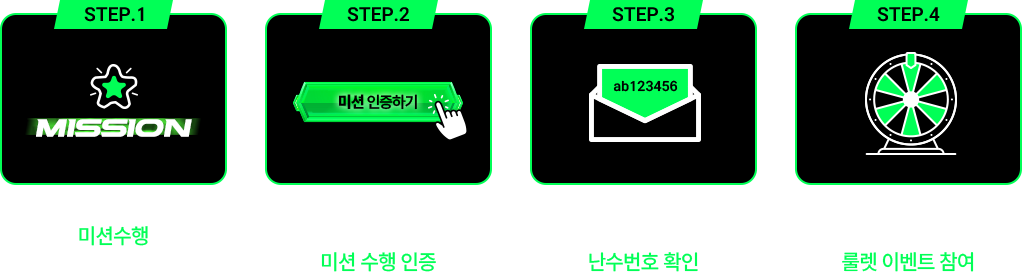 STEP.1
STEP.2
STEP.3
STEP.4
MISSION
미션 인증하기
ab123456
미션수행
미션 수행 인증
난수번호 확인
룰렛 이벤트 참여